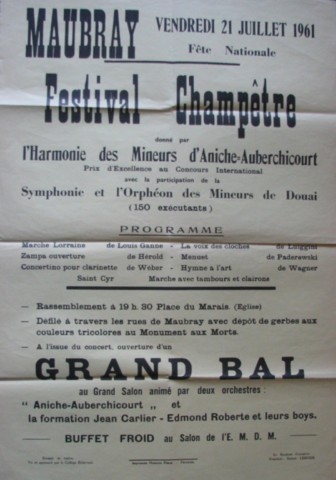 MAUBRAY
VENDREDI 21 JUILLET 1961
Fête Nationale
Festival Champêtre
donné par
l'Harmonie des Mineurs d'Aniche-Auberchicourt
Prix d'Excellence au Concours International
avec la participation de la
Symphonie et l'Orphéon des Mineurs de Douai
(150 exécutants)
PROGRAMME
Marche Lorraine de Louis Ganne - La voix des cloches de Luigini
Zampa ouverture de Hérold - Menuet de Paderewski
Concertino pour clarinette de Wéber - Hymne à l'art de Wagner
Saint Cyr Marche avec tambours et clairons
— Rassemblement à 19 h. 30 Place du Marais (Eglise)
— Défilé à travers les rues de Maubray avec dépôt de gerbes aux
couleurs tricolores au Monument aux Morts
— A l'issue du concert, ouverture d'un
GRAND BAL
au Grand Salon animé par deux orchestres :
" Aniche-Auberchicourt „ et
la formation Jean Carlier - Edmond Roberte et leurs boys.
BUFFET FROID au Salon de l'E. M. D. M.